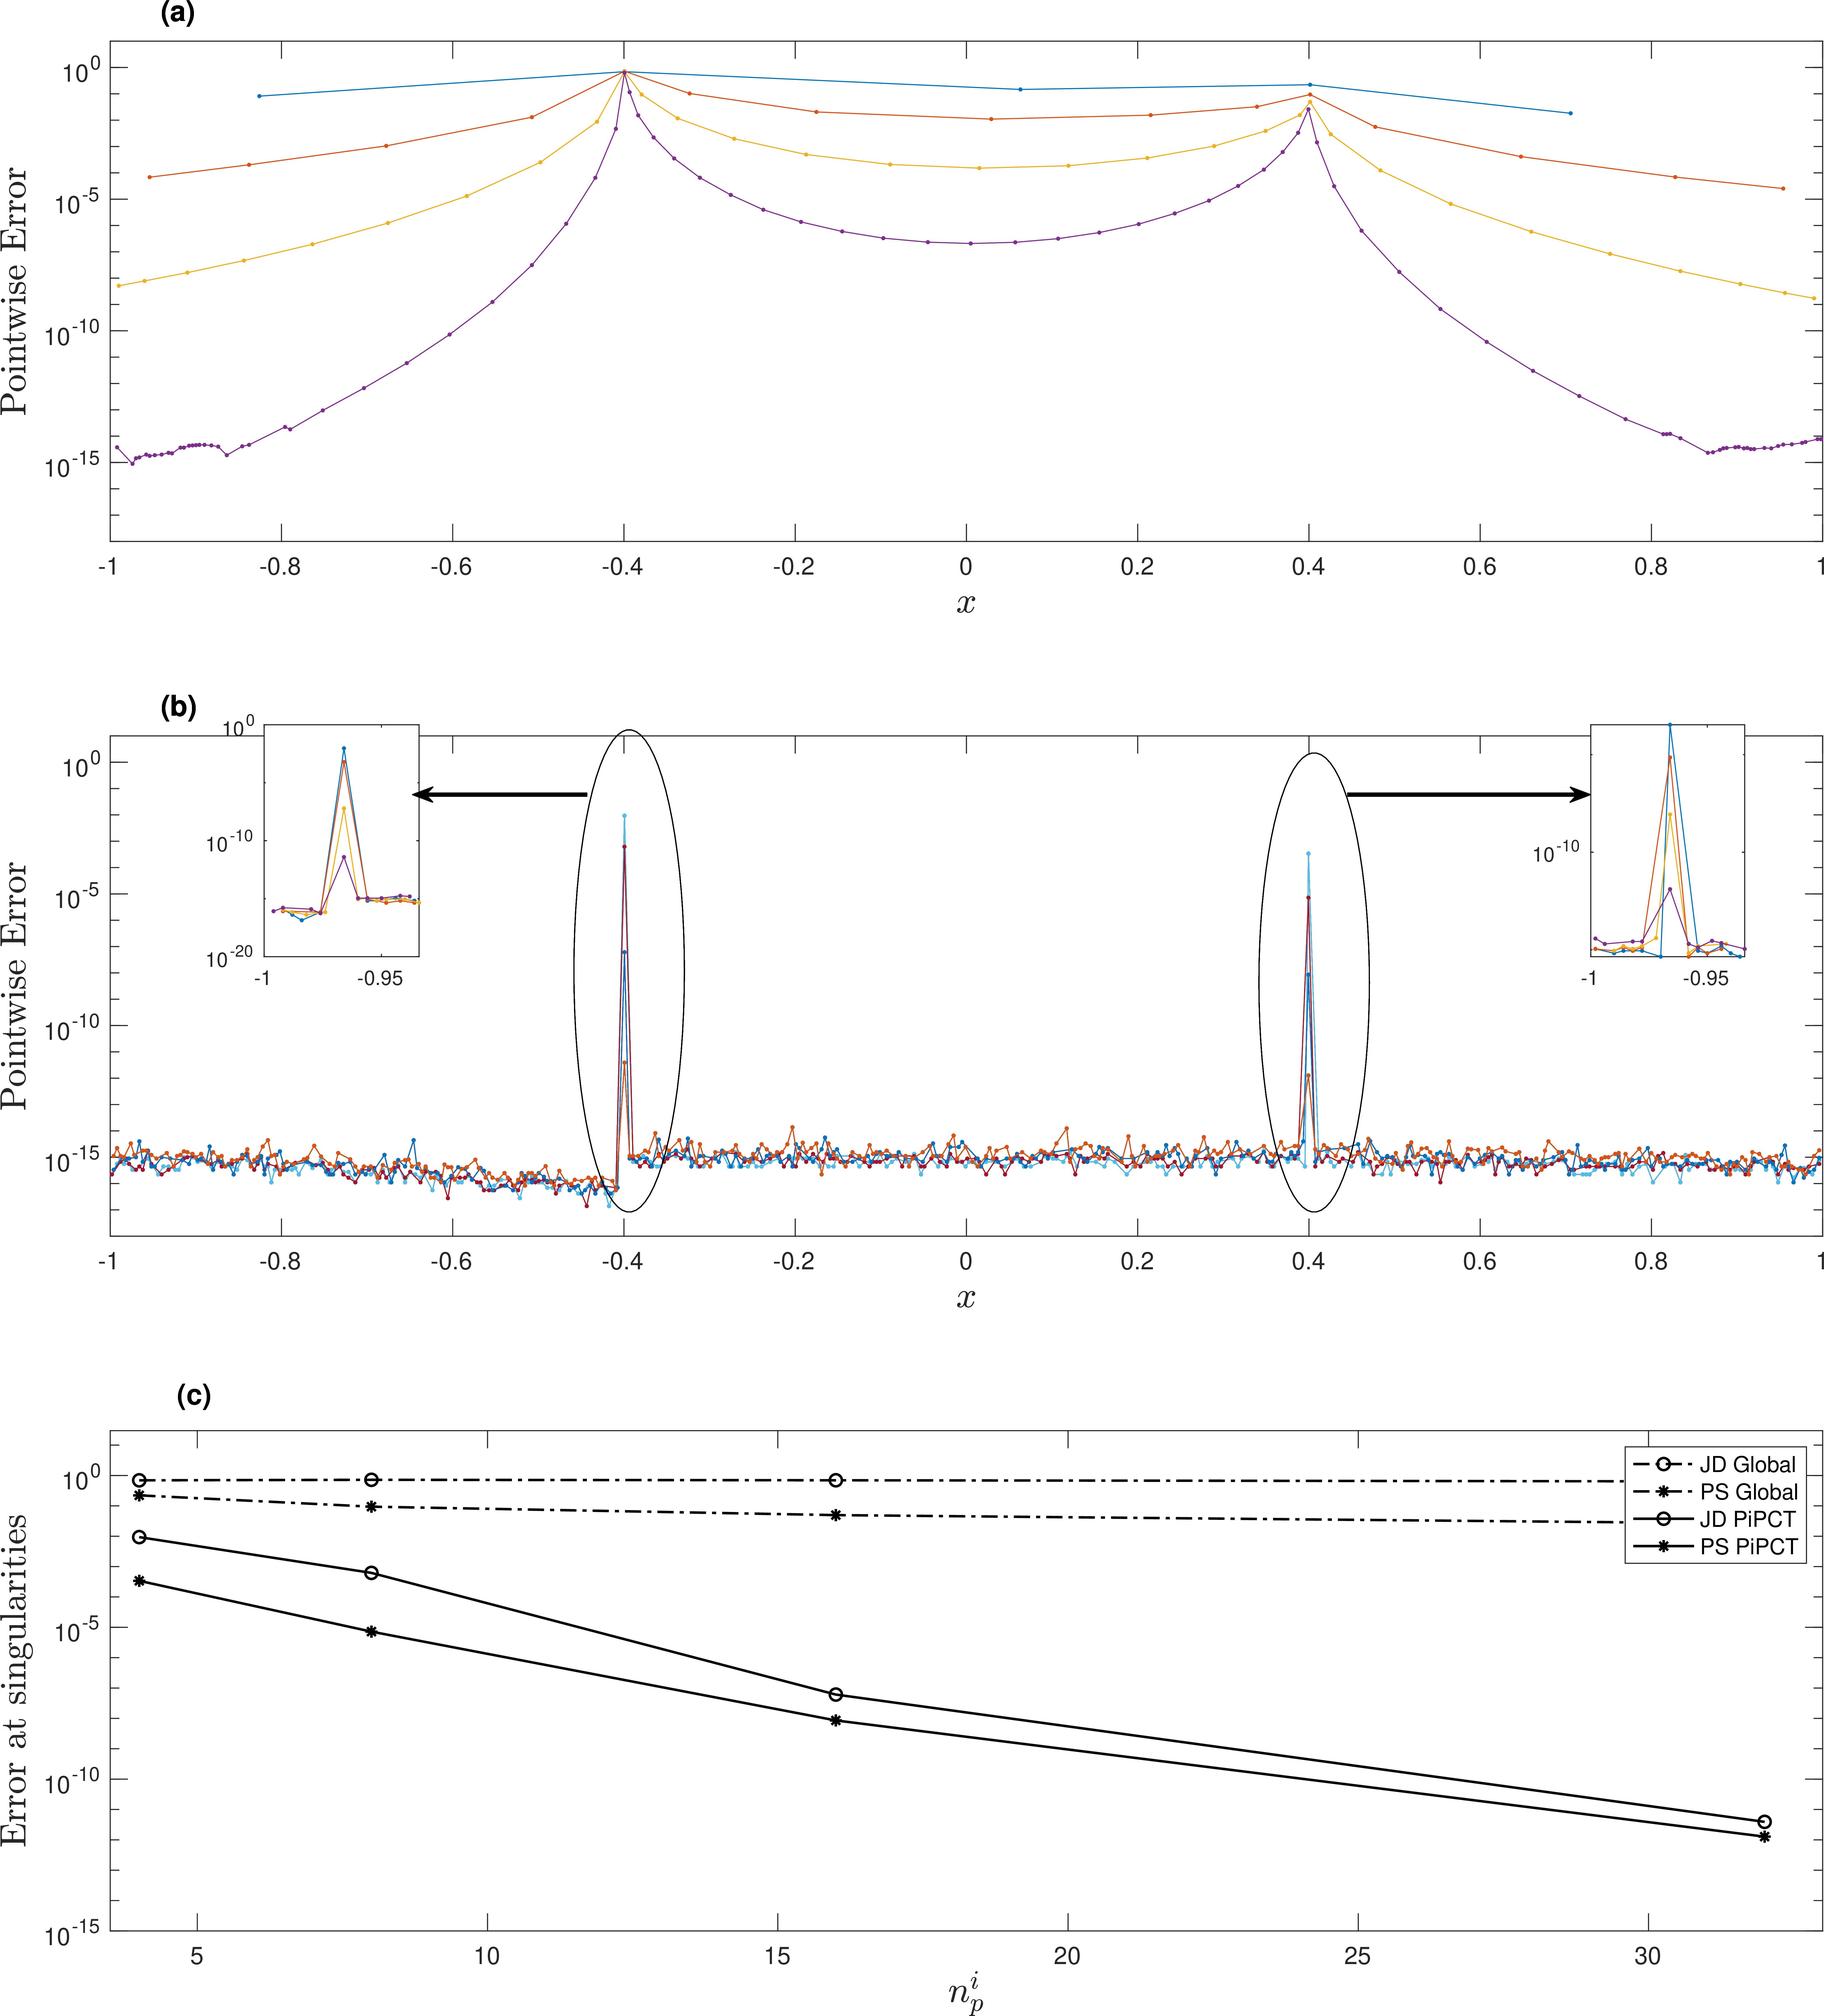 (a)
10^0
10^-5
10^-10
10^-15
Pointwise Error
-1 -0.8 -0.6 -0.4 -0.2 0 0.2 0.4 0.6 0.8 1
x
(b)
10^0
10^-5
10^-10
10^-15
Pointwise Error
10^0
10^-10
10^-20
-1 -0.95
10^-10
-1 -0.95
-1 -0.8 -0.6 -0.4 -0.2 0 0.2 0.4 0.6 0.8 1
x
(c)
10^0
10^-5
10^-10
10^-15
Error at singularities
JD Global
PS Global
JD PiPCT
PS PiPCT
5 10 15 20 25 30
n_p^i